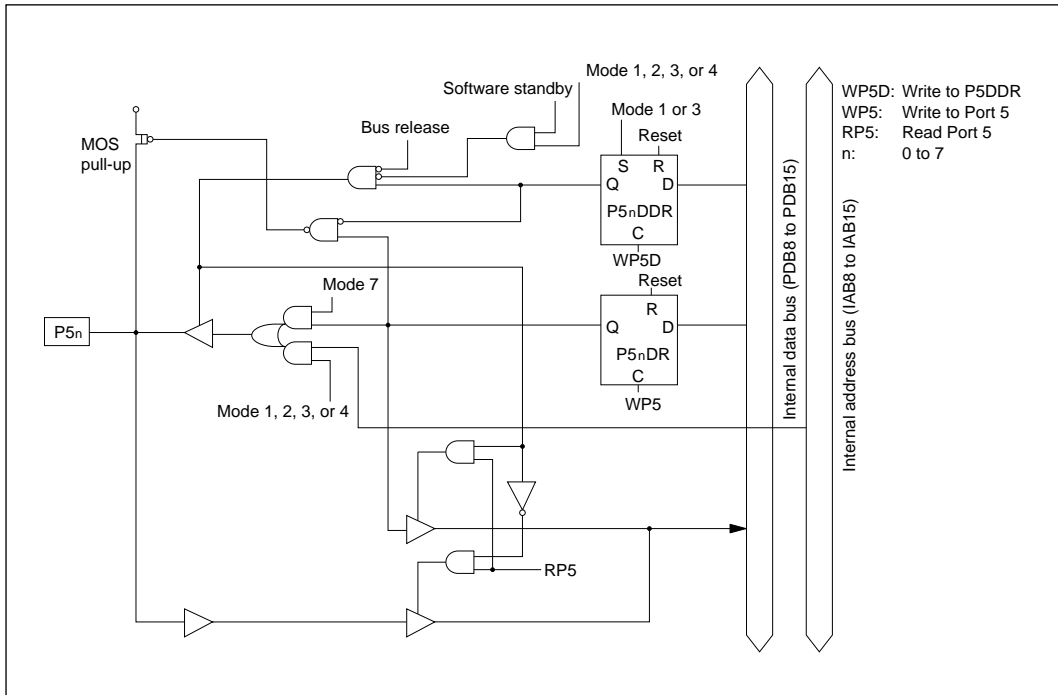 Mode 1, 2, 3, or 4
Software standby
Bus release
Mode 1 or 3
Reset
MOS
pull-up
S
R
Q
D
P5nDDR
C
WP5D
Reset
Mode 7
R
Q
D
P5nDR
C
WP5
P5n
Mode 1, 2, 3, or 4
RP5
Internal data bus (PDB8 to PDB15)
Internal address bus (IAB8 to IAB15)
WP5D: Write to P5DDR
WP5: Write to Port 5
RP5: Read Port 5
n: 0 to 7